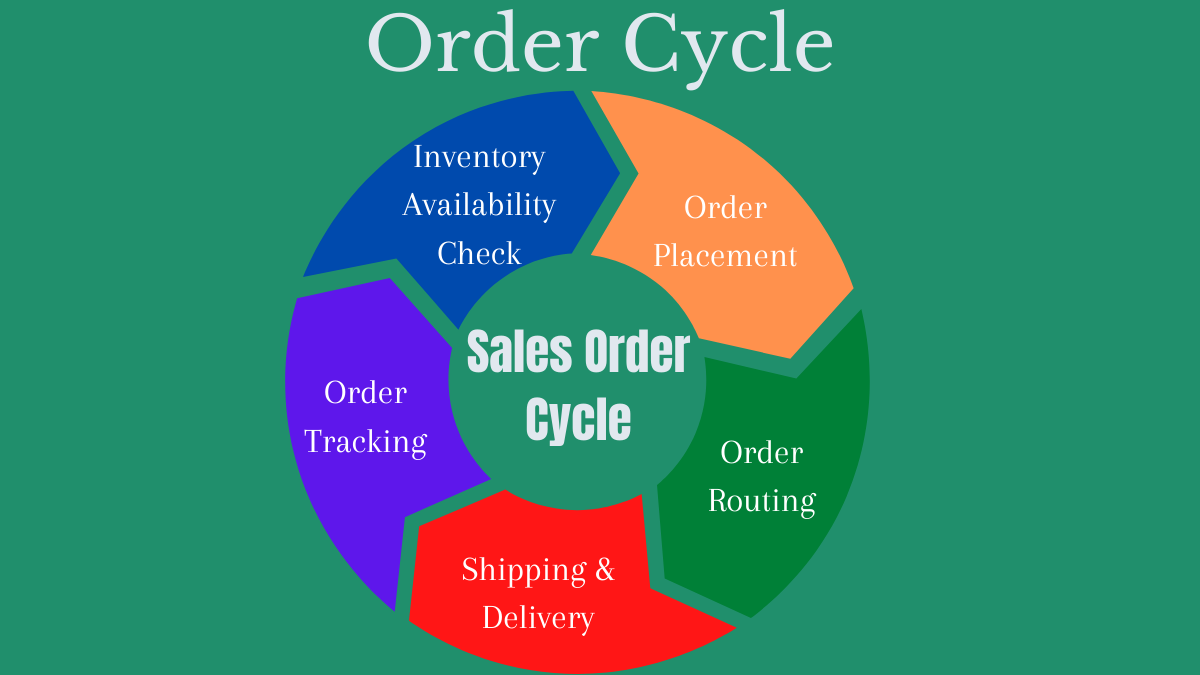 Order Cycle
Inventory
Availability
Check
Order
Placement
Order
Routing
Shipping &
Delivery
Order
Tracking
Sales Order
Cycle